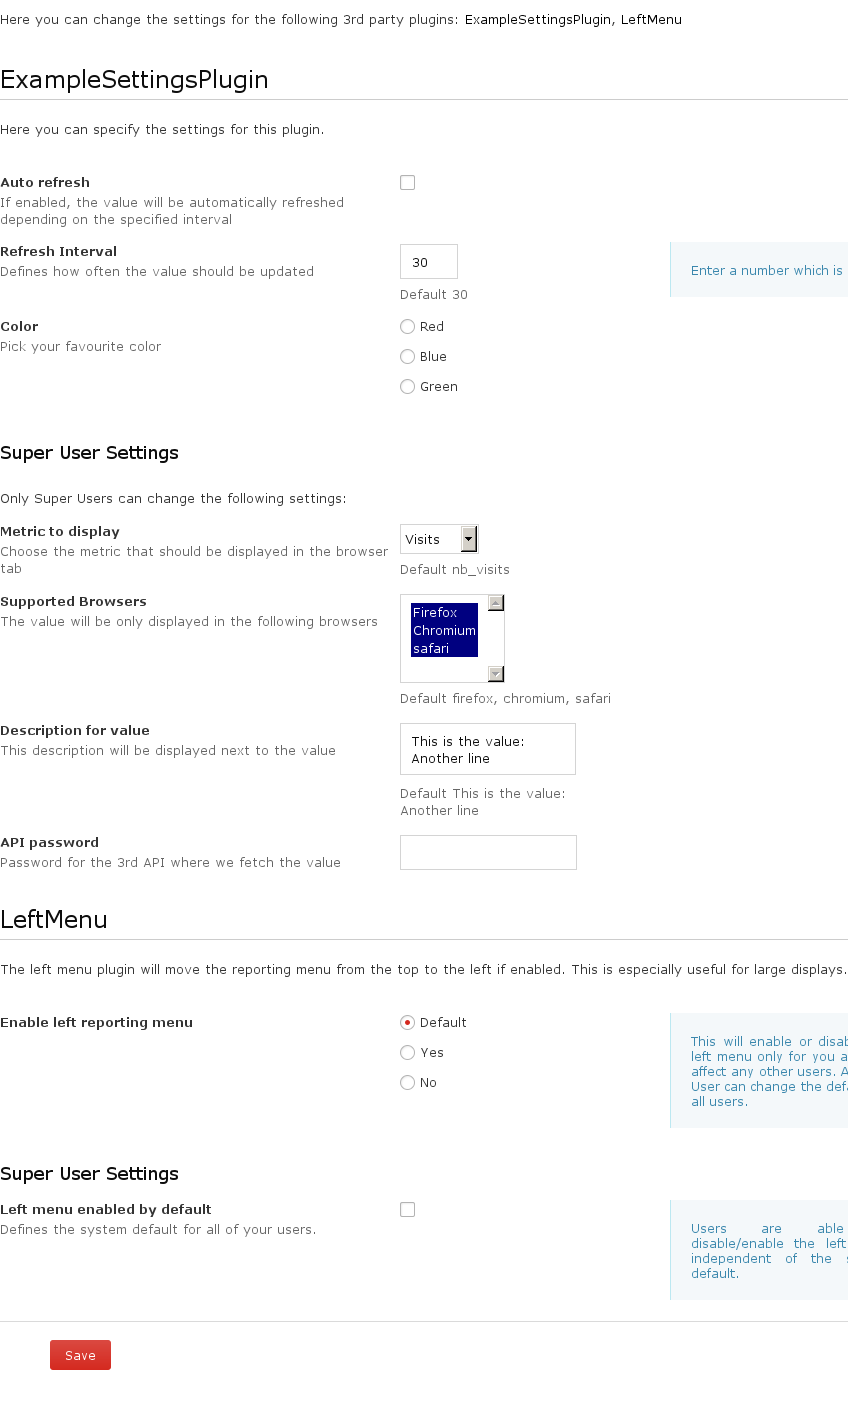 Here you can change the settings for the following 3rd party plugins: ExampleSettingsPlugin, LeftMenu
ExampleSettingsPlugin
Here you can specify the settings for this plugin.
Auto refresh
If enabled, the value will be automatically refreshed
depending on the specified interval
Refresh Interval
Defines how often the value should be updated
30
Default 30
Enter a number which is
Color
Pick your favourite color
Red
Blue
Green
Super User Settings
Only Super Users can change the following settings:
Metric to display
Choose the metric that should be displayed in the browser
tab
Visits
Default nb_visits
Supported Browsers
The value will be only displayed in the following browsers
Firefox
Chromium
safari
Default firefox, chromium, safari
Description for value
This description will be displayed next to the value
This is the value:
Another line
Default This is the value:
Another line
API password
Password for the 3rd API where we fetch the value
LeftMenu
The left menu plugin will move the reporting menu from the top to the left if enabled. This is especially useful for large displays.
Enable left reporting menu
Default
Yes
No
This will enable or
left menu only for you
affect any other users.
User can change the
all users.
Super User Settings
Left menu enabled by default
Defines the system default for all of your users.
Users are able
disable/enable the left
independent of the
default.
Save